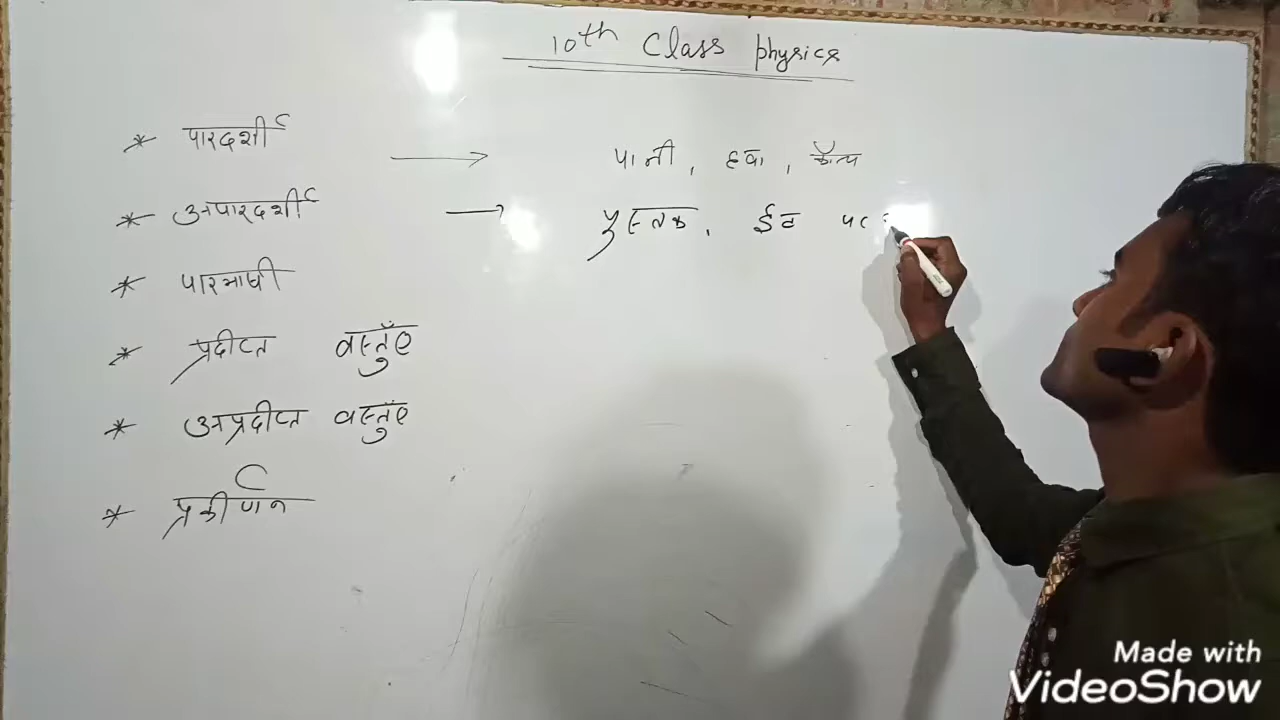 10th Class physics
* पारदर्शी → पानी, हवा, काँच
* अपारदर्शी → पुस्तक, ईट
* पारभाषी
* प्रदीप्त वस्तुँए
* अप्रदीप्त वस्तुँए
* प्रकीर्णन
Made with
VideoShow